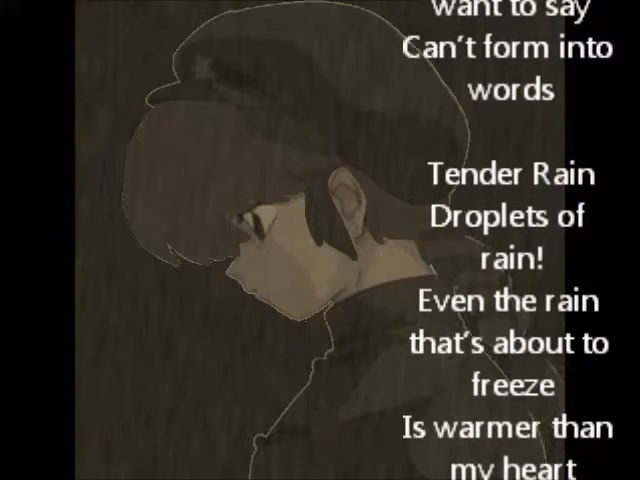 want to say
Can't form into
words
Tender Rain
Droplets of
rain!
Even the rain
that's about to
freeze
Is warmer than
my heart